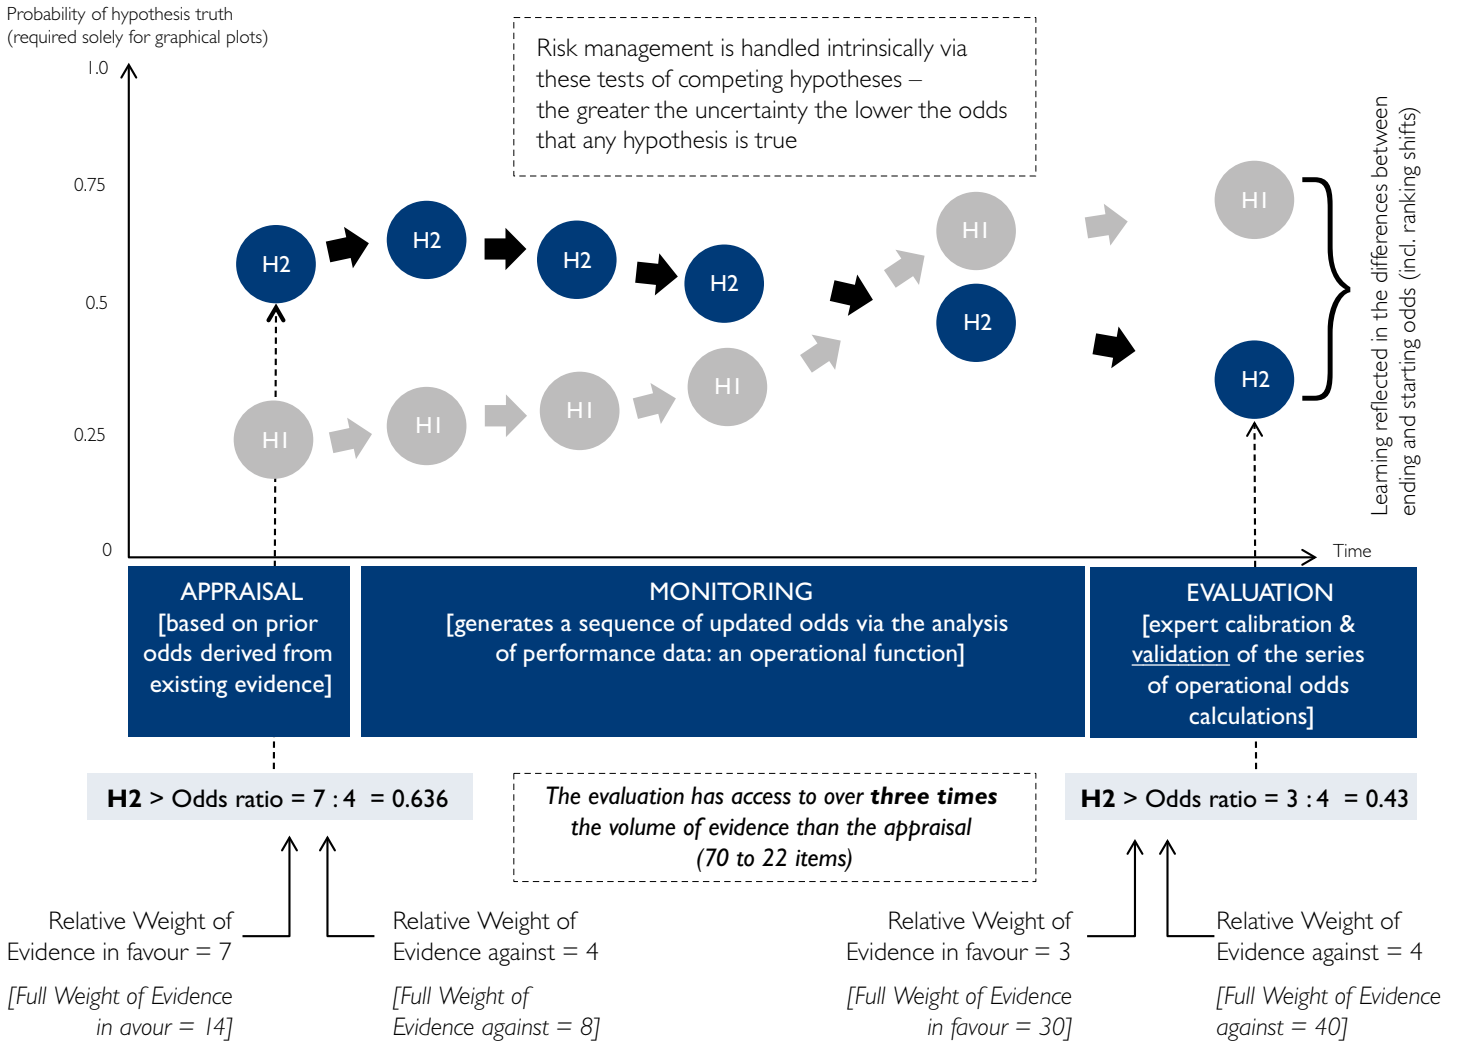 Probability of hypothesis truth
(required solely for graphical plots)
1.0
0.75
0.5
0.25
0
Risk management is handled intrinsically via
these tests of competing hypotheses –
the greater the uncertainty the lower the odds
that any hypothesis is true
H2
H2
H2
H2
H2
H2
H1
H1
H1
H1
H1
H1
Learning reflected in the differences between
ending and starting odds (incl. ranking shifts)
Time
APPRAISAL
[based on prior
odds derived from
existing evidence]
MONITORING
[generates a sequence of updated odds via the analysis
of performance data: an operational function]
EVALUATION
[expert calibration &
validation of the series
of operational odds
calculations]
H2 > Odds ratio = 7 : 4 = 0.636
The evaluation has access to over three times
the volume of evidence than the appraisal
(70 to 22 items)
H2 > Odds ratio = 3 : 4 = 0.43
Relative Weight of
Evidence in favour = 7
[Full Weight of Evidence
in avour = 14]
Relative Weight of
Evidence against = 4
[Full Weight of
Evidence against = 8]
Relative Weight of
Evidence in favour = 3
[Full Weight of Evidence
in favour = 30]
Relative Weight of
Evidence against = 4
[Full Weight of Evidence
against = 40]